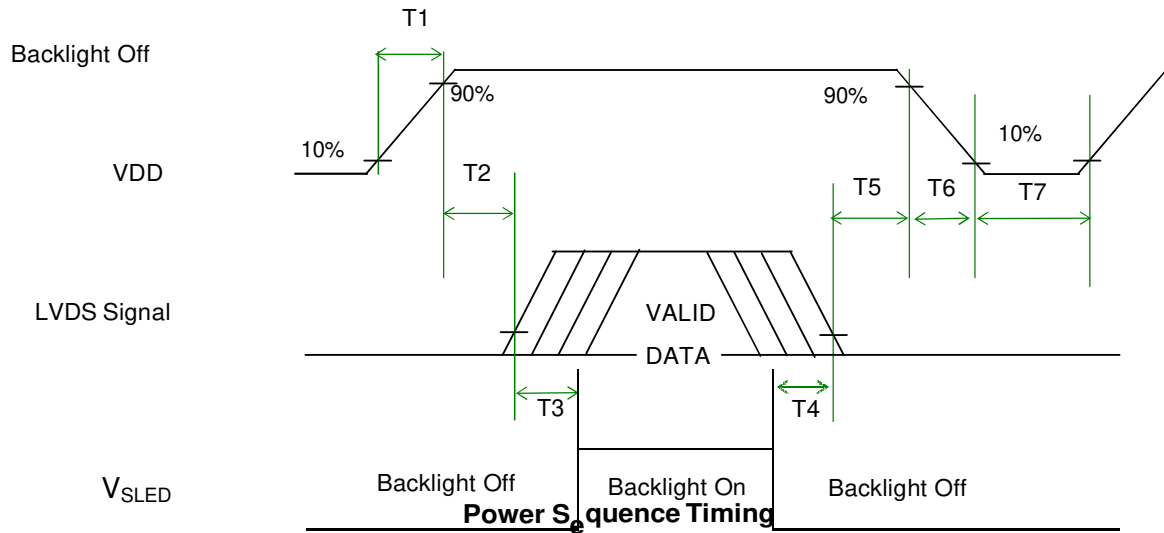 T1
Backlight Off
90%
90%
10%
10%
VDD
T2
T5
T6
T7
LVDS Signal
VALID
DATA
T3
T4
VSLED
Backlight Off
Backlight On
Backlight Off
Power Sequence Timing